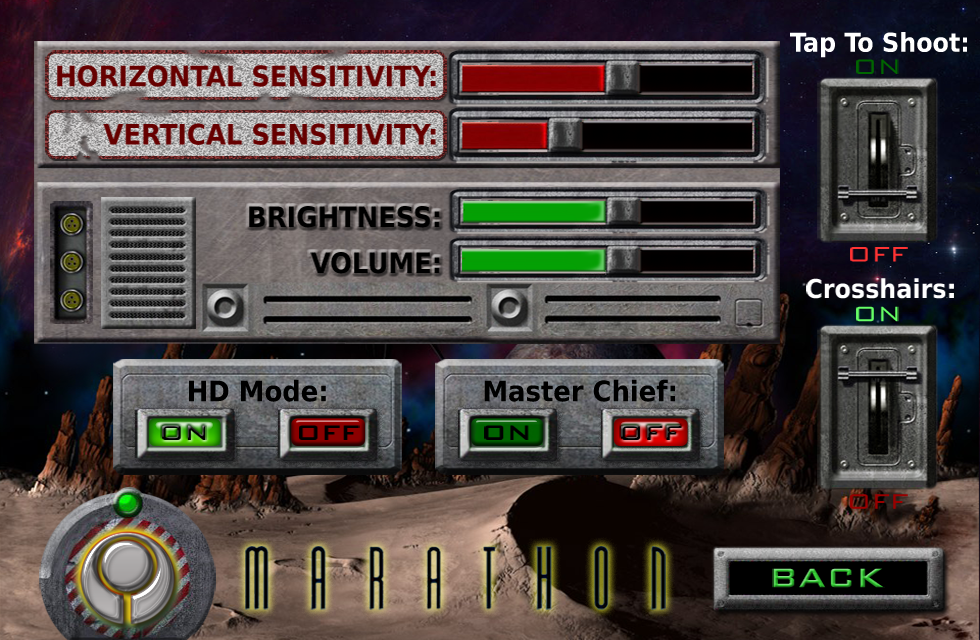 Tap To Shoot:
ON
HORIZONTAL SENSITIVITY:
VERTICAL SENSITIVITY:
OFF
BRIGHTNESS:
VOLUME:
Crosshairs:
ON
HD Mode:
ON OFF
Master Chief:
ON OFF
OFF
MARATHON
BACK